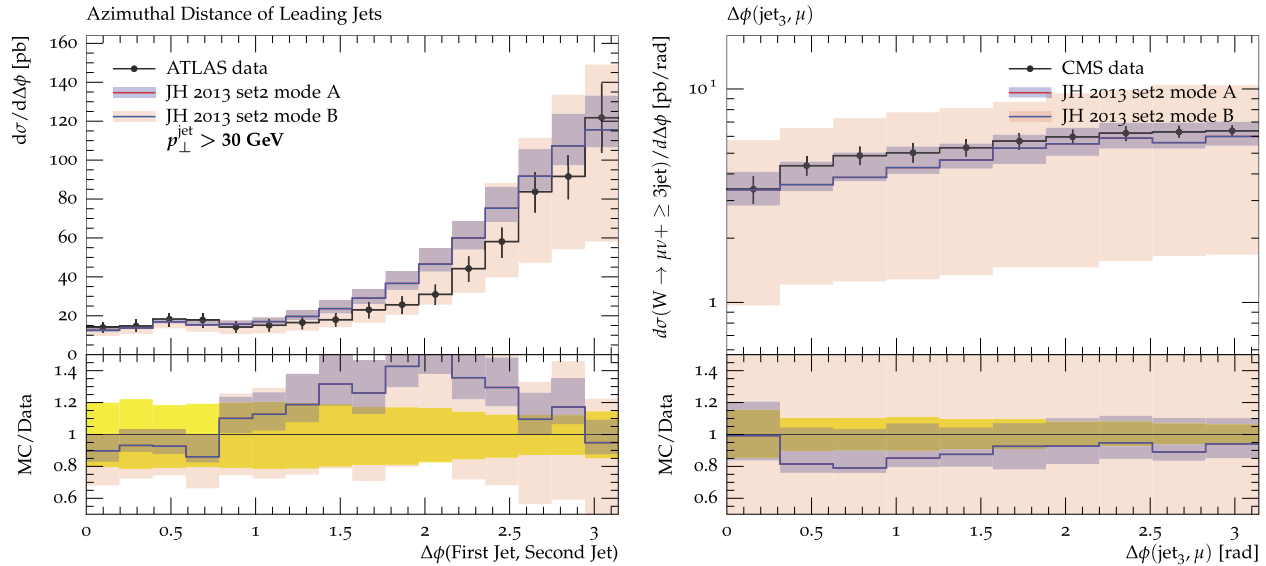 Azimuthal Distance of Leading Jets
dσ/dΔϕ [pb]
160
140
120
100
80
60
40
20
0
ATLAS data
JH 2013 set2 mode A
JH 2013 set2 mode B
p⊥^jet > 30 GeV
MC/Data
1.4
1.2
1
0.8
0.6
0 0.5 1 1.5 2 2.5 3
Δϕ(First Jet, Second Jet)
Δϕ(jet₃, μ)
dσ(W → μν+ ≥ 3jet)/dΔϕ [pb/rad]
10¹
1
CMS data
JH 2013 set2 mode A
JH 2013 set2 mode B
MC/Data
1.4
1.2
1
0.8
0.6
0 0.5 1 1.5 2 2.5 3
Δϕ(jet₃, μ) [rad]